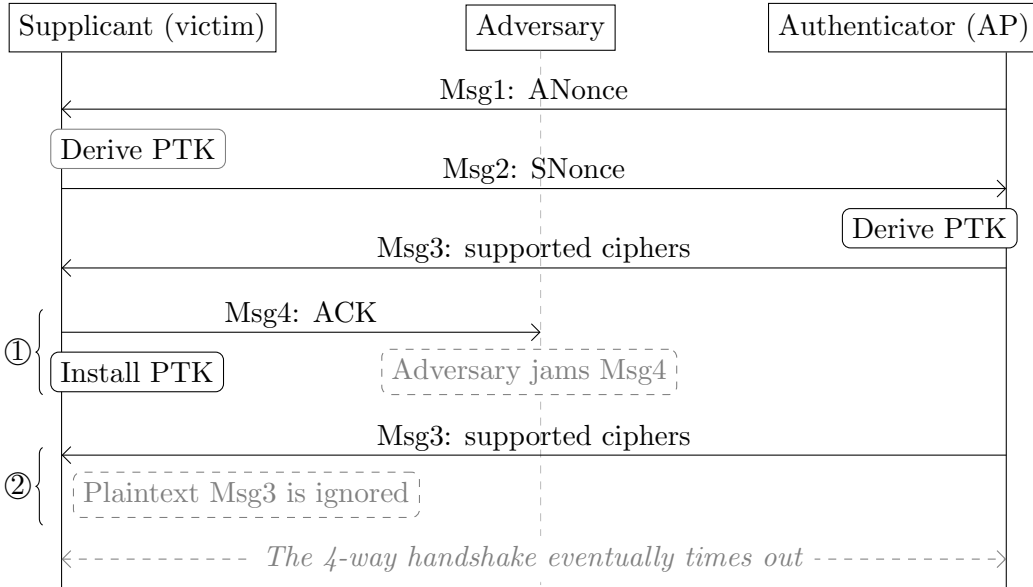 Supplicant (victim)
Adversary
Authenticator (AP)
Msg1: ANonce
Derive PTK
Msg2: SNonce
Derive PTK
Msg3: supported ciphers
Msg4: ACK
①
Install PTK
Adversary jams Msg4
Msg3: supported ciphers
②
Plaintext Msg3 is ignored
The 4-way handshake eventually times out